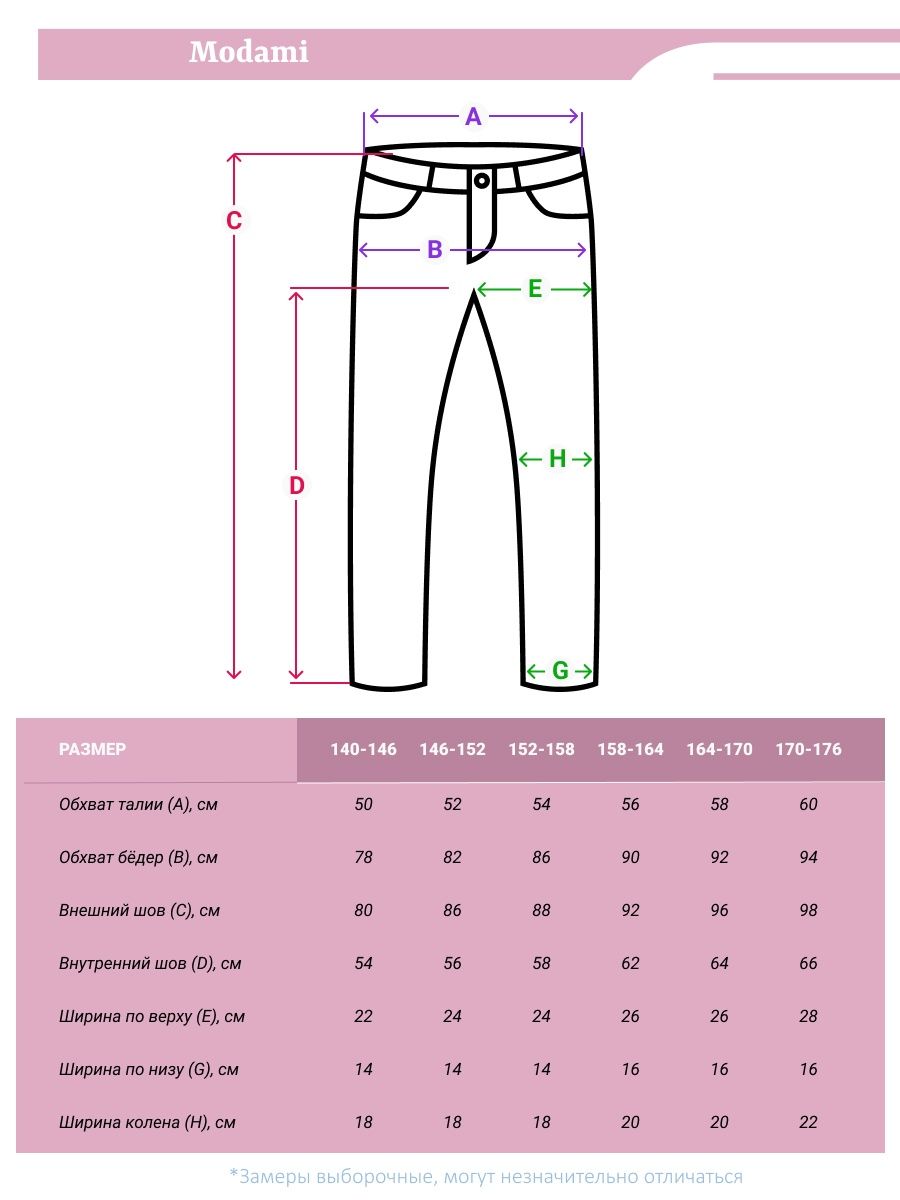 Modami
A
C
B
E
H
D
G
РАЗМЕР 140-146 146-152 152-158 158-164 164-170 170-176
Обхват талии (A), см 50 52 54 56 58 60
Обхват бёдер (B), см 78 82 86 90 92 94
Внешний шов (C), см 80 86 88 92 96 98
Внутренний шов (D), см 54 56 58 62 64 66
Ширина по верху (E), см 22 24 24 26 26 28
Ширина по низу (G), см 14 14 14 16 16 16
Ширина колена (H), см 18 18 18 20 20 22
*Замеры выборочные, могут незначительно отличаться